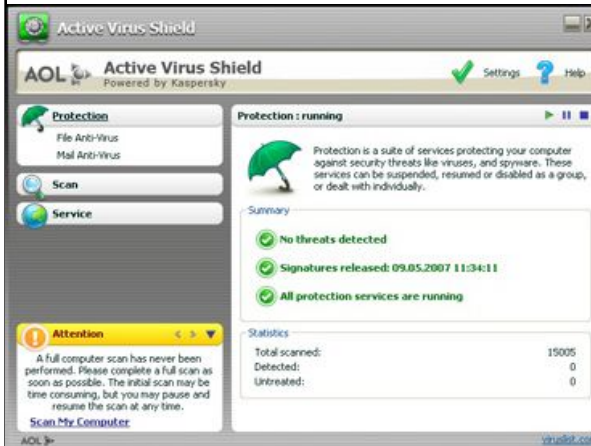 Active Virus Shield
AOL Active Virus Shield
Powered by Kaspersky
Settings
Help
Protection
File Anti-Virus
Mail Anti-Virus
Scan
Service
Attention
A full computer scan has never been
performed. Please complete a full scan as
soon as possible. The initial scan may be
time consuming, but you may pause and
resume the scan at any time.
Scan My Computer
Protection : running
Protection is a suite of services protecting your computer
against security threats like viruses, and spyware. These
services can be suspended, resumed or disabled as a group,
or dealt with individually.
Summary
No threats detected
Signatures released: 09.05.2007 11:34:11
All protection services are running
Statistics
Total scanned: 15005
Detected: 0
Untreated: 0
AOL
viruslist.com